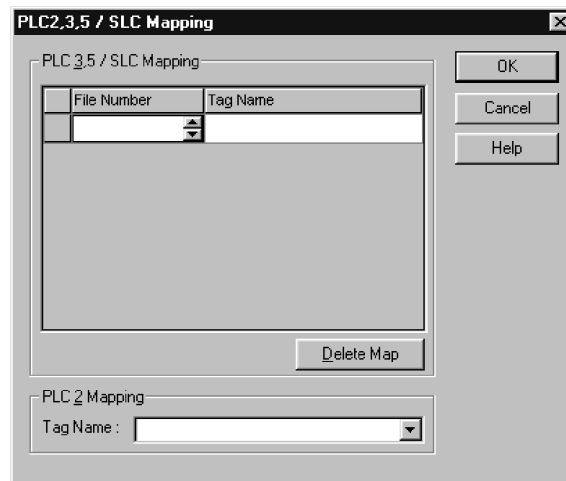 PLC2,3,5 / SLC Mapping
PLC 3,5 / SLC Mapping
File Number Tag Name
Delete Map
PLC 2 Mapping
Tag Name :
OK
Cancel
Help